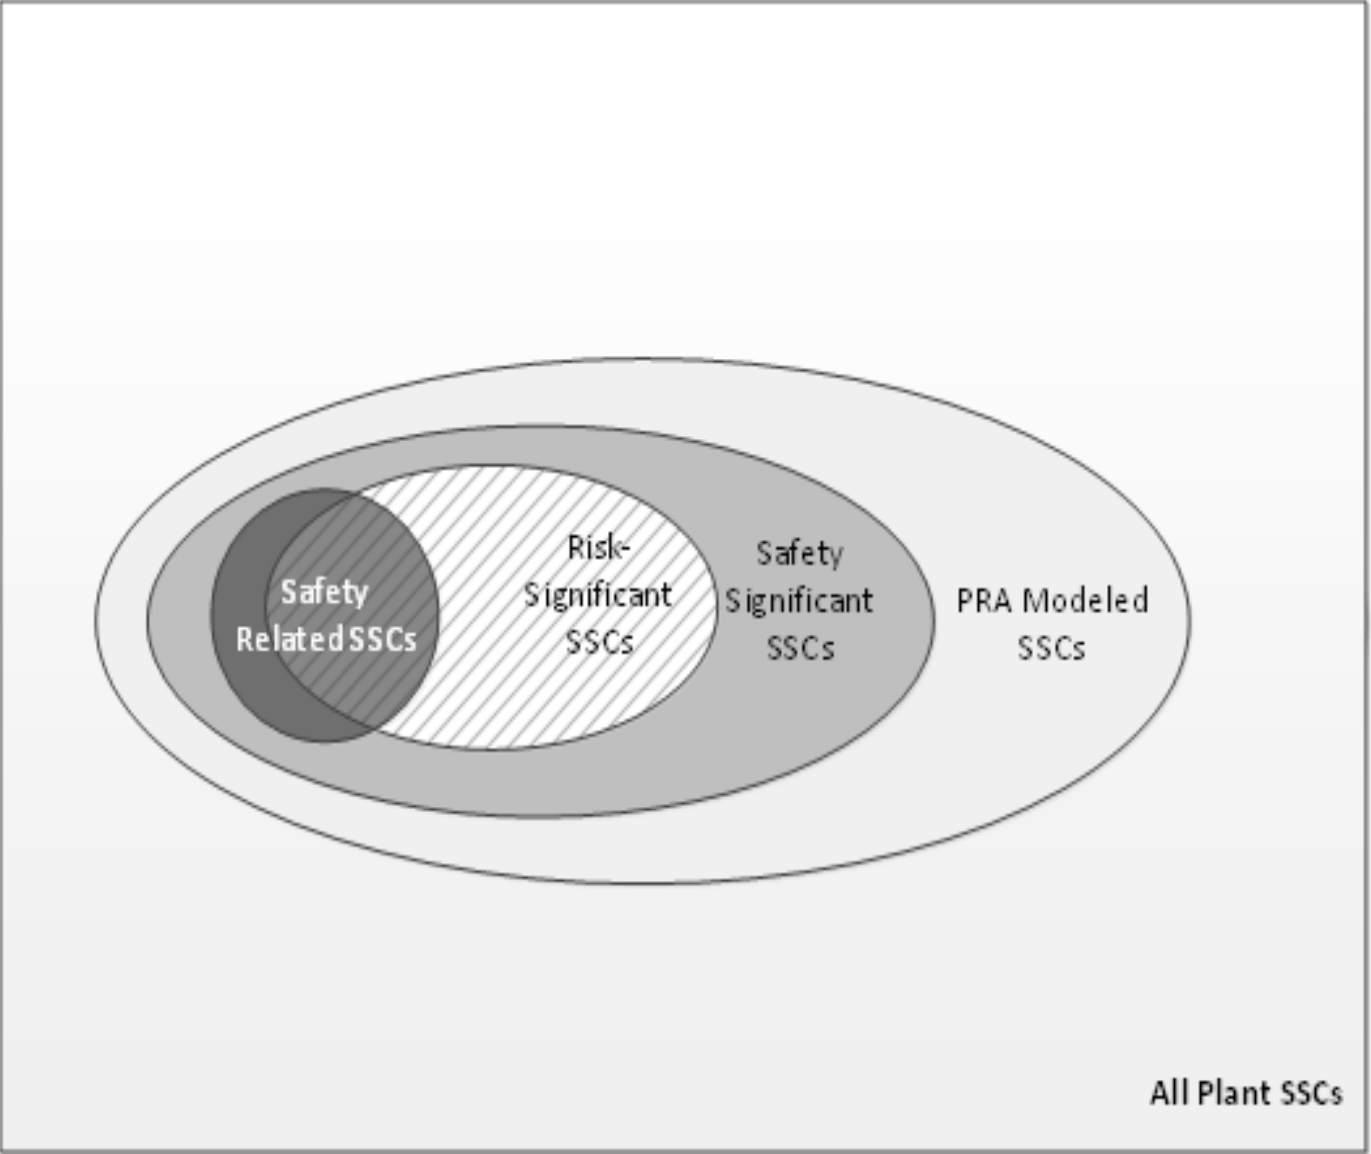 Safety
Related SSCs
Risk-
Significant
SSCs
Safety
Significant
SSCs
PRA Modeled
SSCs
All Plant SSCs